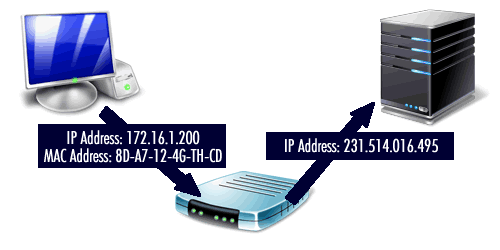 IP Address: 172.16.1.200
MAC Address: 8D-A7-12-4G-TH-CD
IP Address: 231.514.016.495